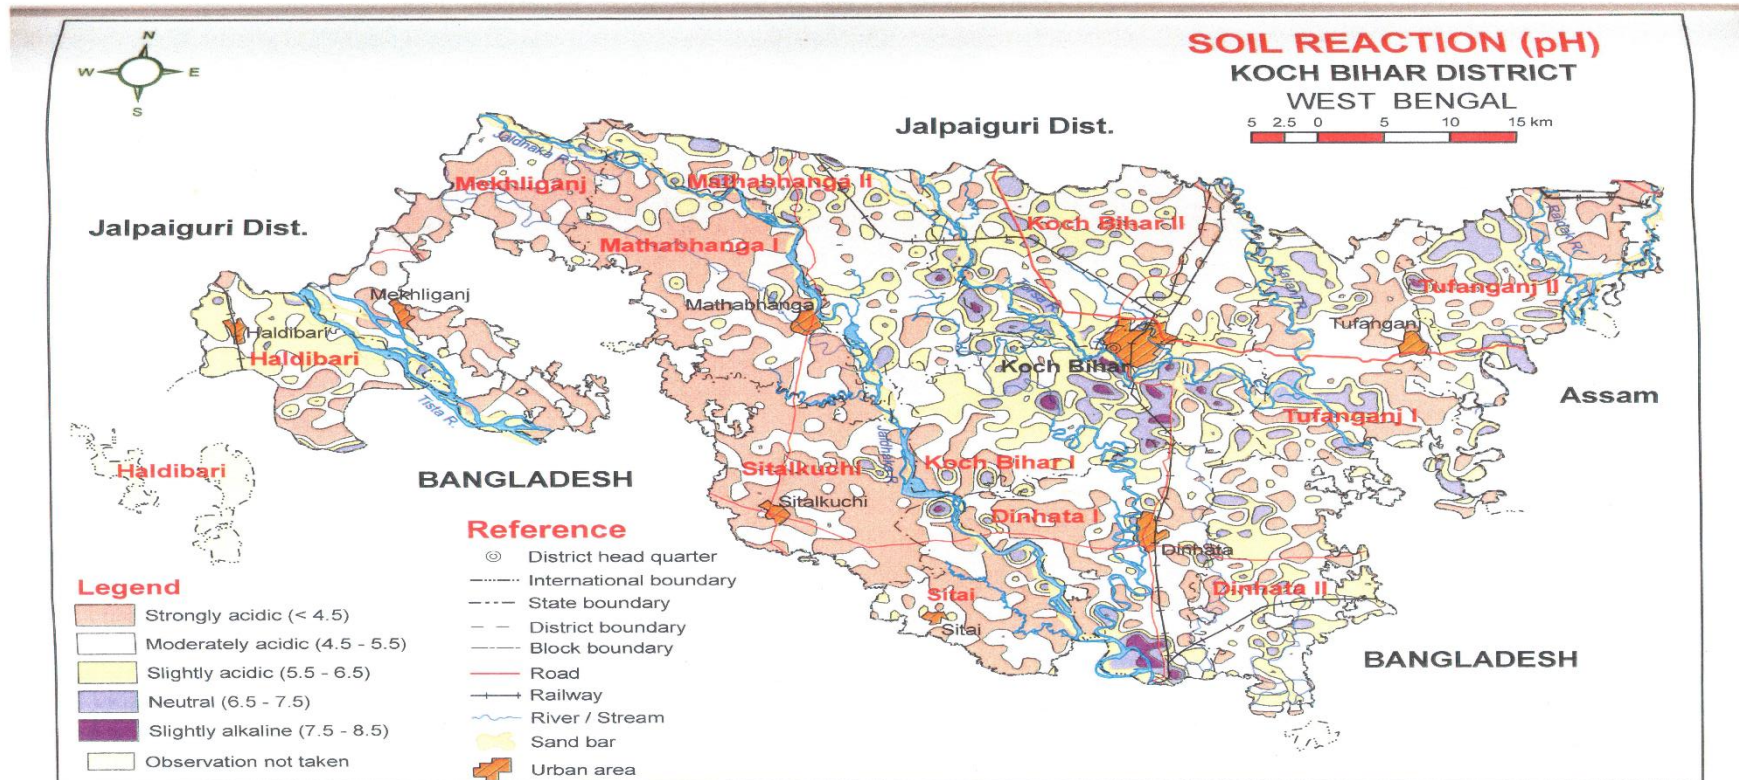 SOIL REACTION (pH)
KOCH BIHAR DISTRICT
WEST BENGAL
5 2.5 0 5 10 15 km
N
W E
S
Jalpaiguri Dist.
Jaldhaka R.
Mekhliganj
Mathabhanga II
Koch Bihar II
Jalpaiguri Dist.
Mathabhanga I
Raidak R.
Kaljani R.
Torsa R.
Tufanganj II
Mekhliganj
Mathabhanga
Tufanganj
Haldibari
Haldibari
Koch Bihar
Assam
Tista R.
Tufanganj I
Haldibari
BANGLADESH
Sitalkuchi
Jaldhaka R.
Koch Bihar I
Sitalkuchi
Dinhata I
Dinhata
Sitai
Dinhata II
Sitai
BANGLADESH
Legend
Strongly acidic (< 4.5)
Moderately acidic (4.5 - 5.5)
Slightly acidic (5.5 - 6.5)
Neutral (6.5 - 7.5)
Slightly alkaline (7.5 - 8.5)
Observation not taken
Reference
District head quarter
International boundary
State boundary
District boundary
Block boundary
Road
Railway
River / Stream
Sand bar
Urban area